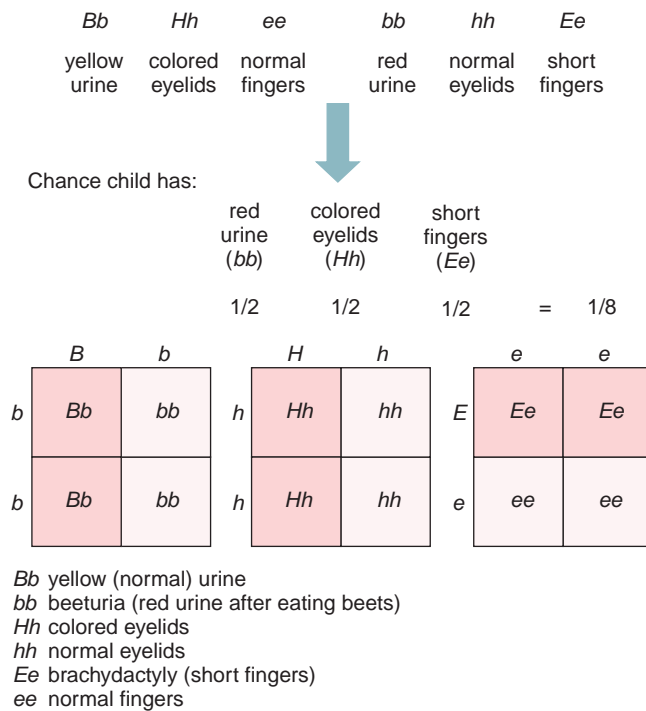 Bb Hh ee bb hh Ee
yellow colored normal red normal short
urine eyelids fingers urine eyelids fingers
Chance child has:
red colored short
urine eyelids fingers
(bb) (Hh) (Ee)
1/2 1/2 1/2 = 1/8
B b H h e e
b Bb bb h Hh hh E Ee Ee
b Bb bb h Hh hh e ee ee
Bb yellow (normal) urine
bb beeturia (red urine after eating beets)
Hh colored eyelids
hh normal eyelids
Ee brachydactyly (short fingers)
ee normal fingers